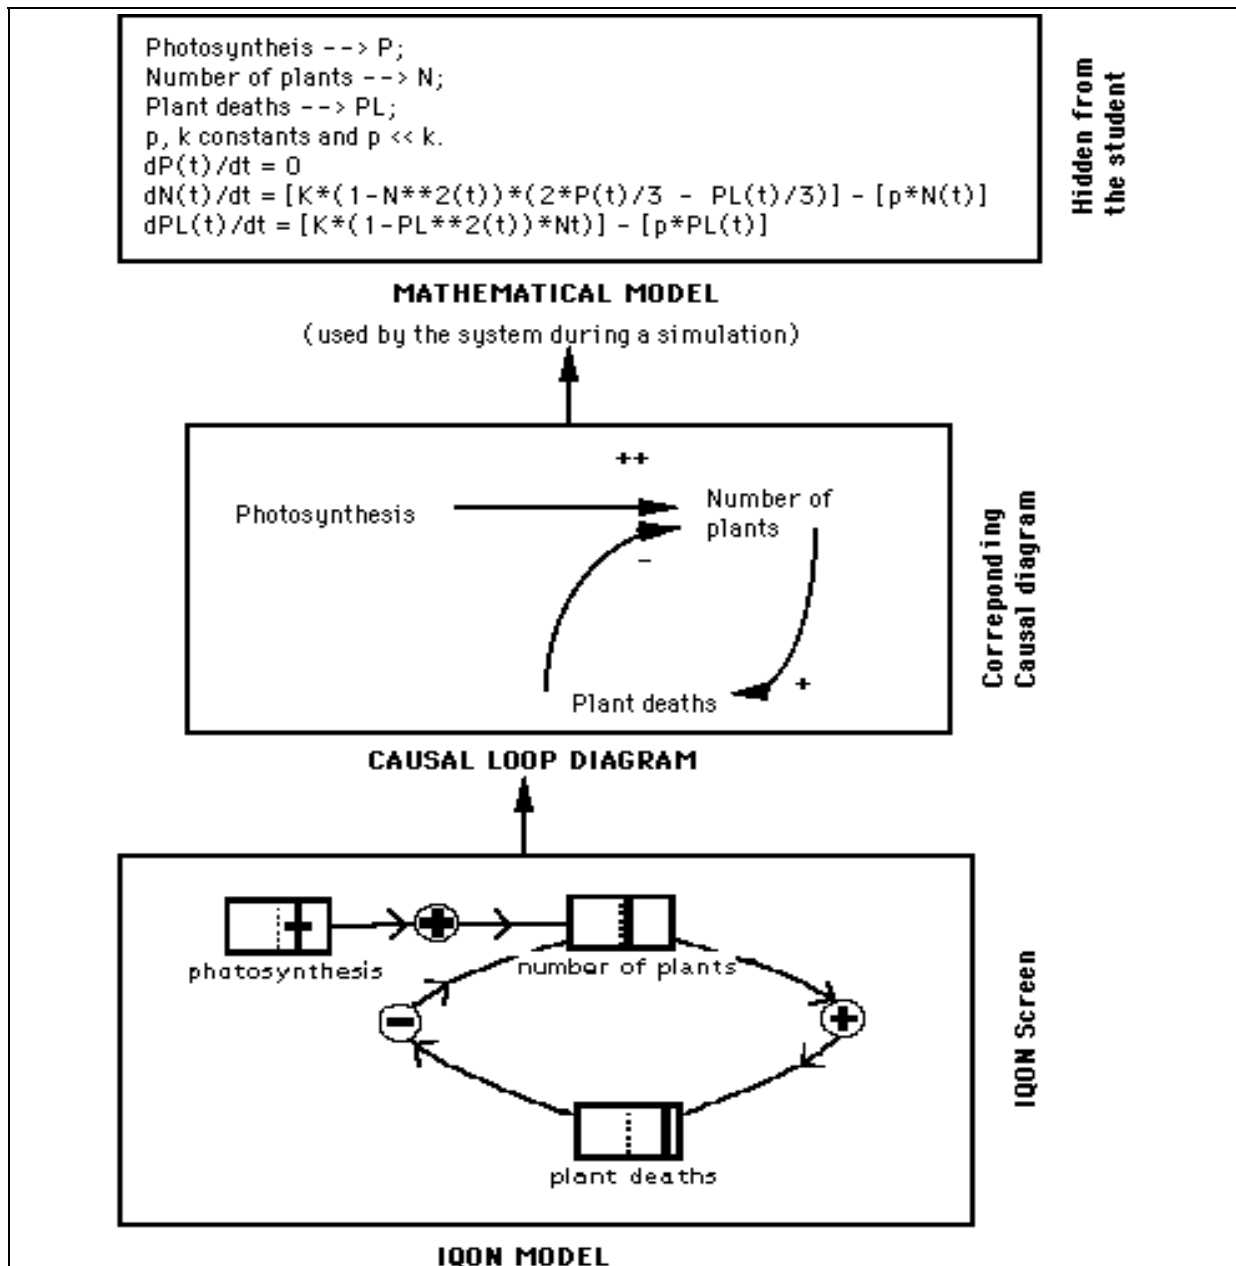 Photosyntheis --> P;
Number of plants --> N;
Plant deaths --> PL;
p, k constants and p << k.
dP(t)/dt = 0
dN(t)/dt = [K*(1-N**2(t))*(2*P(t)/3 - PL(t)/3)] - [p*N(t)]
dPL(t)/dt = [K*(1-PL**2(t))*Nt)] - [p*PL(t)]
Hidden from
the student
MATHEMATICAL MODEL
(used by the system during a simulation)
++
Photosynthesis
Number of
plants
-
+
Plant deaths
Correponding
Causal diagram
CAUSAL LOOP DIAGRAM
+
photosynthesis
number of plants
-
+
plant deaths
IQON Screen
IQON MODEL